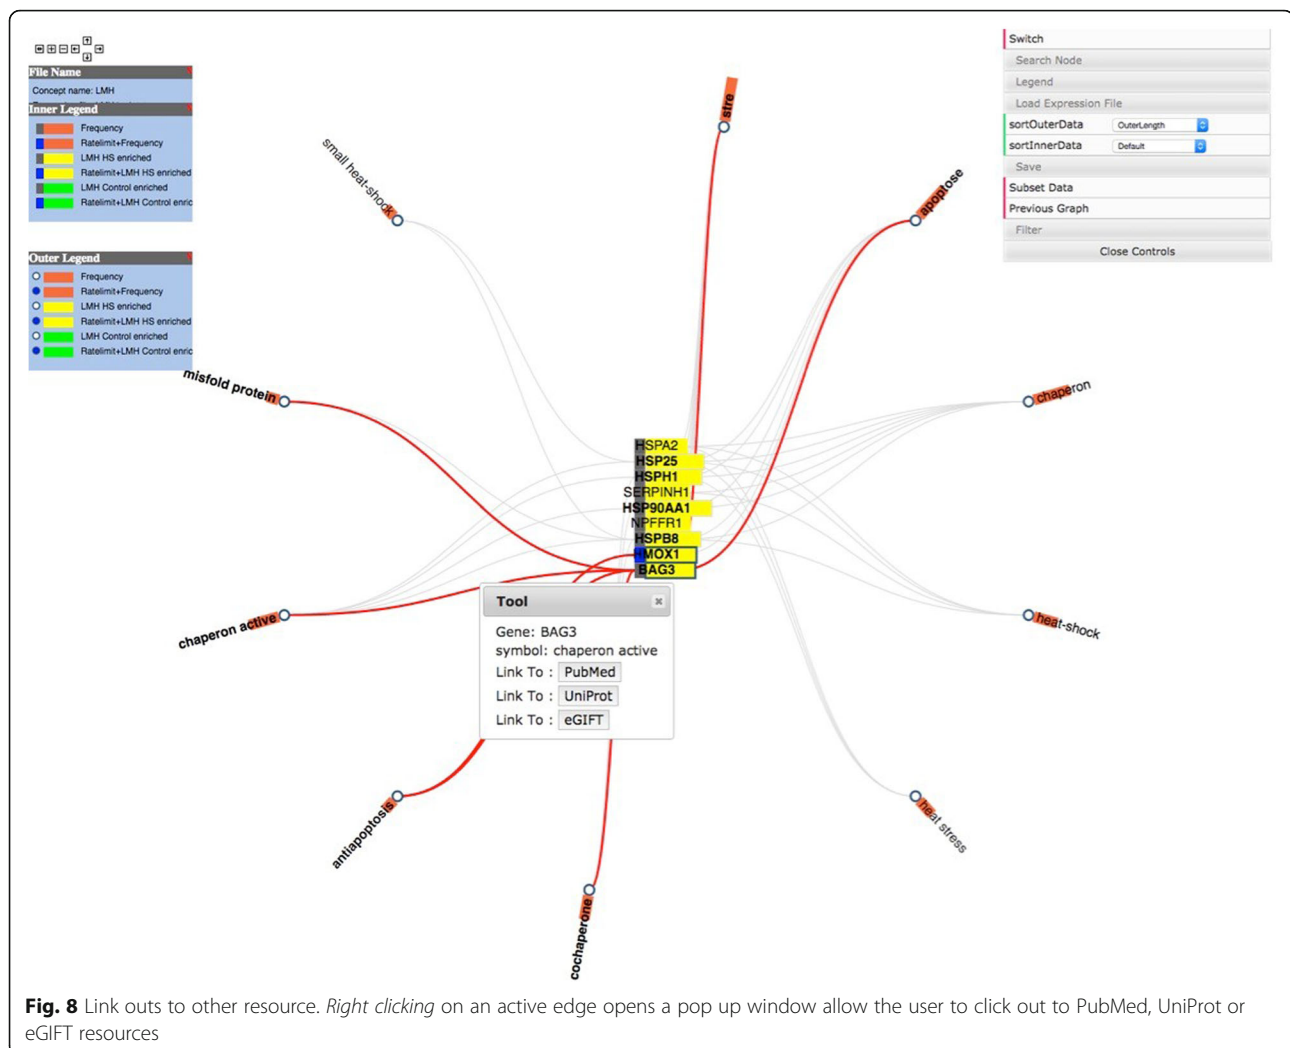 File Name
Concept name: LMH
Inner Legend
Frequency
Ratelimit+Frequency
LMH HS enriched
Ratelimit+LMH HS enriched
LMH Control enriched
Ratelimit+LMH Control enric
Outer Legend
Frequency
Ratelimit+Frequency
LMH HS enriched
Ratelimit+LMH HS enriched
LMH Control enriched
Ratelimit+LMH Control enric
Switch
Search Node
Legend
Load Expression File
sortOuterData OuterLength
sortInnerData Default
Save
Subset Data
Previous Graph
Filter
Close Controls
stre
small heat-shock
apoptose
misfold protein
chaperon
HSPA2
HSP25
HSPH1
SERPINH1
HSP90AA1
NPFFR1
HSPB8
HMOX1
BAG3
chaperon active
heat-shock
Tool
Gene: BAG3
symbol: chaperon active
Link To : PubMed
Link To : UniProt
Link To : eGIFT
antiapoptosis
heat stress
cochaperone
Fig. 8 Link outs to other resource. Right clicking on an active edge opens a pop up window allow the user to click out to PubMed, UniProt or
eGIFT resources